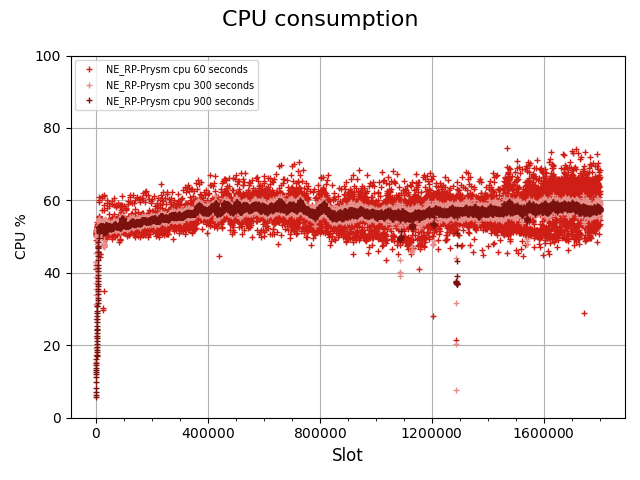 CPU consumption
100
80
60
40
20
0
CPU %
NE_RP-Prysm cpu 60 seconds
NE_RP-Prysm cpu 300 seconds
NE_RP-Prysm cpu 900 seconds
0 400000 800000 1200000 1600000
Slot